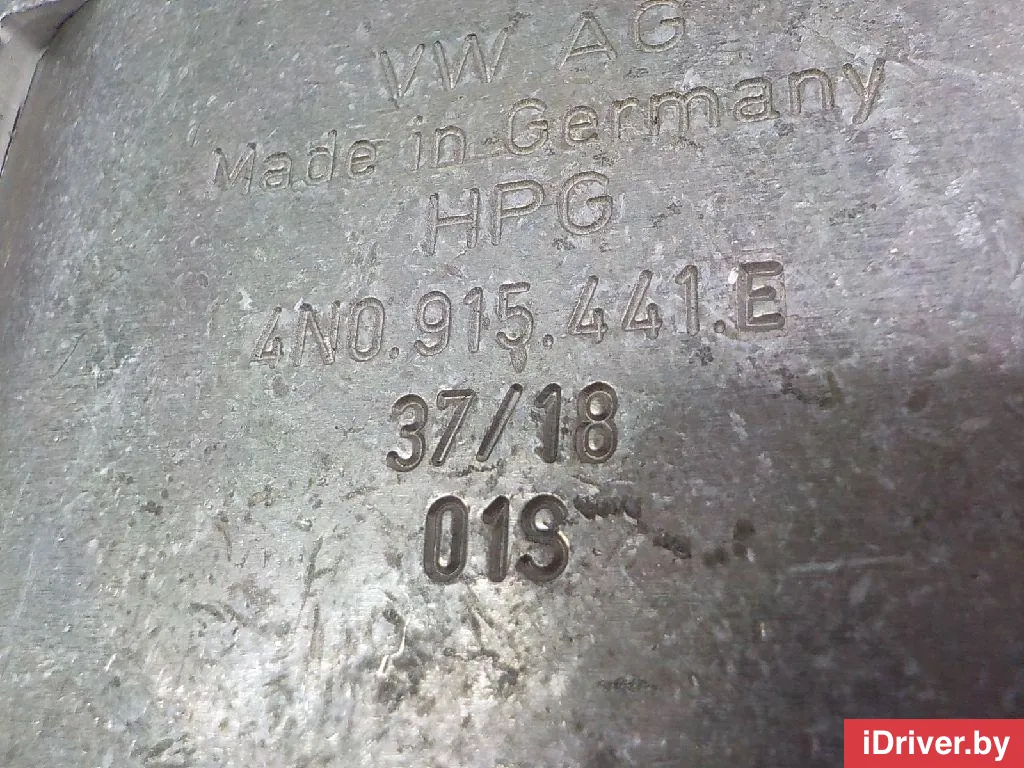 VW AG
Made in Germany
HPG
4N0.915.441.E
37/18
01S
iDriver.by